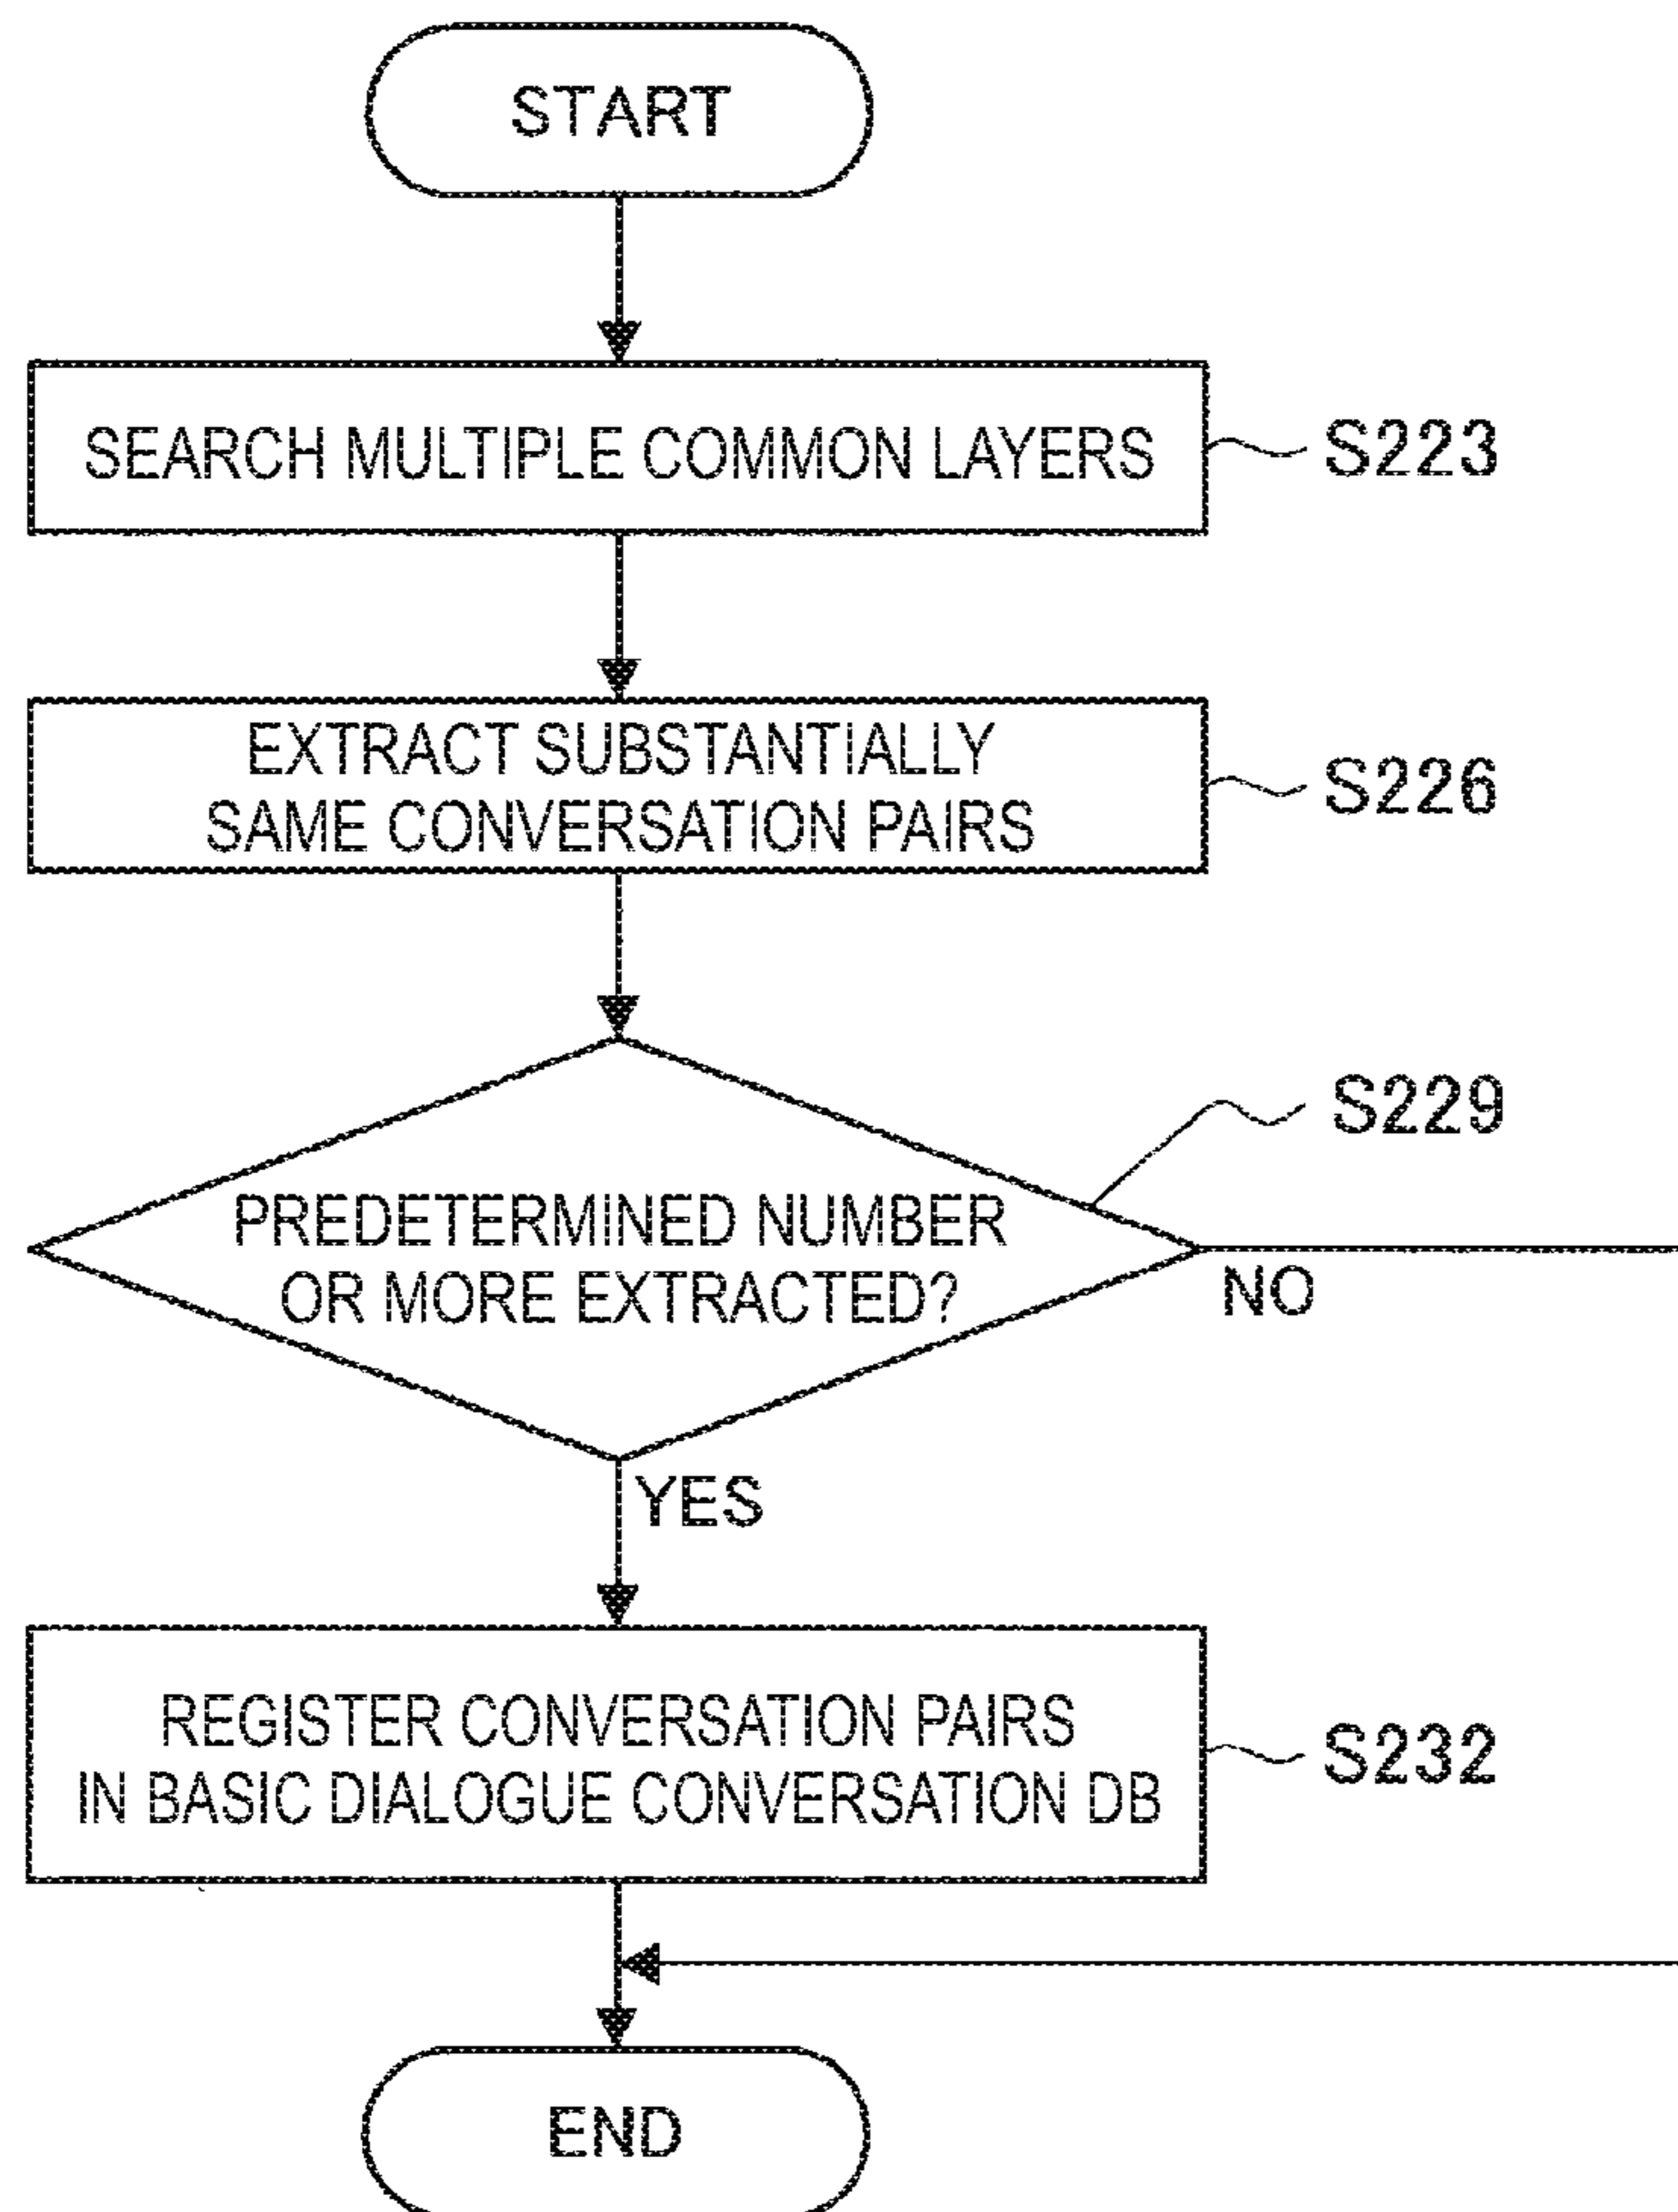 START
SEARCH MULTIPLE COMMON LAYERS
S223
EXTRACT SUBSTANTIALLY
SAME CONVERSATION PAIRS
S226
S229
PREDETERMINED NUMBER
OR MORE EXTRACTED?
NO
YES
REGISTER CONVERSATION PAIRS
IN BASIC DIALOGUE CONVERSATION DB
S232
END